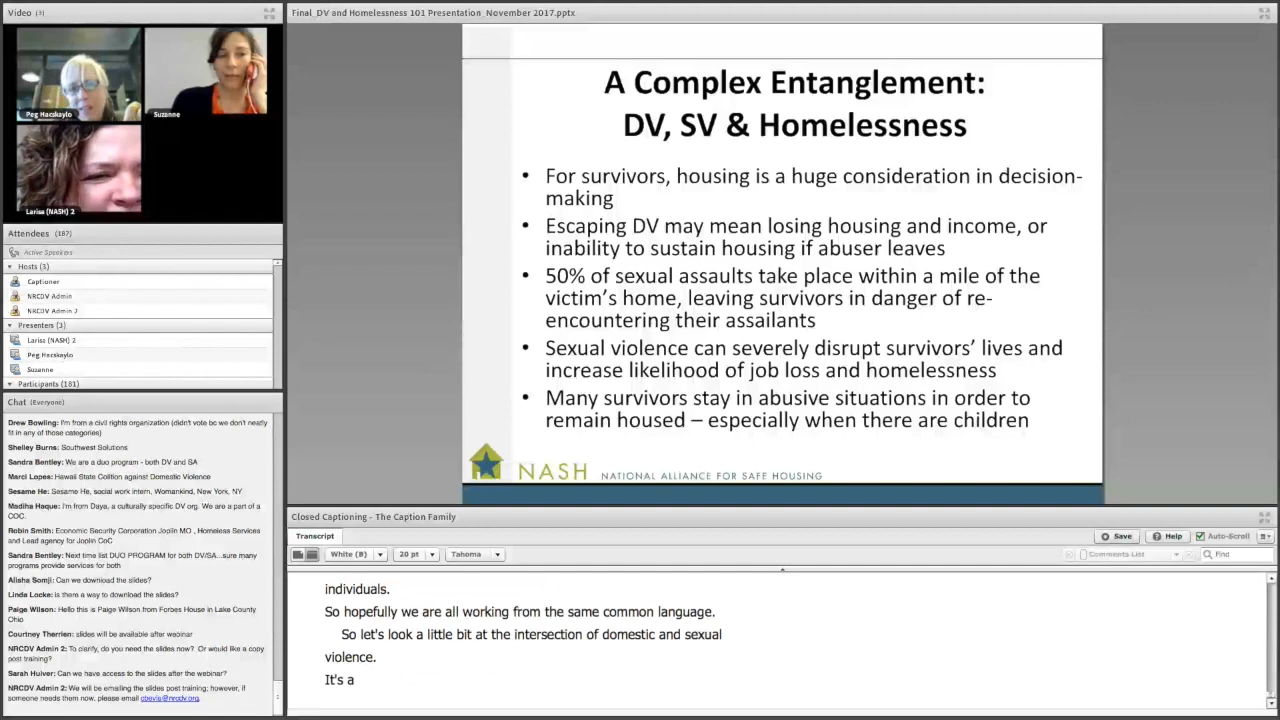 Video (3)
Peg Hacskaylo
Suzanne
Larisa (NASH) 2
Attendees (187)
Active Speakers
Hosts (3)
Captioner
NRCDV Admin
NRCDV Admin 2
Presenters (3)
Larisa (NASH) 2
Peg Hacskaylo
Suzanne
Participants (181)
Chat (Everyone)
Drew Bowling: I'm from a civil rights organization (didn't vote bc we don't neatly
fit in any of those categories)
Shelley Burns: Southwest Solutions
Sandra Bentley: We are a duo program - both DV and SA
Marci Lopes: Hawaii State Colition against Domestic
Violence
Sesame He: Sesame He, social work intern, Womankind, New York, NY
Madiha Haque: I'm from Daya, a culturally specific DV org. We are a part of a
COC.
Robin Smith: Economic Security Corporation Joplin MO , Homeless Services
and Lead agency for Joplin CoC
Sandra Bentley: Next time list DUO PROGRAM for both DV/SA...sure many
programs provide services for both
Alisha Somji: Can we download the slides?
Linda Locke: is there a way to download the slides?
Paige Wilson: Hello this is Paige Wilson from Forbes House in Lake County
Ohio
Courtney Therrien: slides will be available after webinar
NRCDV Admin 2: To clarify, do you need the slides now? Or would like a copy
post training?
Sarah Huiver: Can we have access to the slides after the webinar?
NRCDV Admin 2: We will be emailing the slides post training; however, if
someone needs them now, please email cbevis@nrcdv.org.
Final_DV and Homelessness 101 Presentation_November 2017.pptx
A Complex Entanglement:
DV, SV & Homelessness
• For survivors, housing is a huge consideration in decision-
making
• Escaping DV may mean losing housing and income, or
inability to sustain housing if abuser leaves
• 50% of sexual assaults take place within a mile of the
victim's home, leaving survivors in danger of re-
encountering their assailants
• Sexual violence can severely disrupt survivors' lives and
increase likelihood of job loss and homelessness
• Many survivors stay in abusive situations in order to
remain housed – especially when there are children
NASH NATIONAL ALLIANCE FOR SAFE HOUSING
Closed Captioning - The Caption Family
Transcript
Save
Help
Auto-Scroll
White (B)
20 pt
Tahoma
Comments List
Find
individuals.
So hopefully we are all working from the same common language.
So let's look a little bit at the intersection of domestic and sexual
violence.
It's a